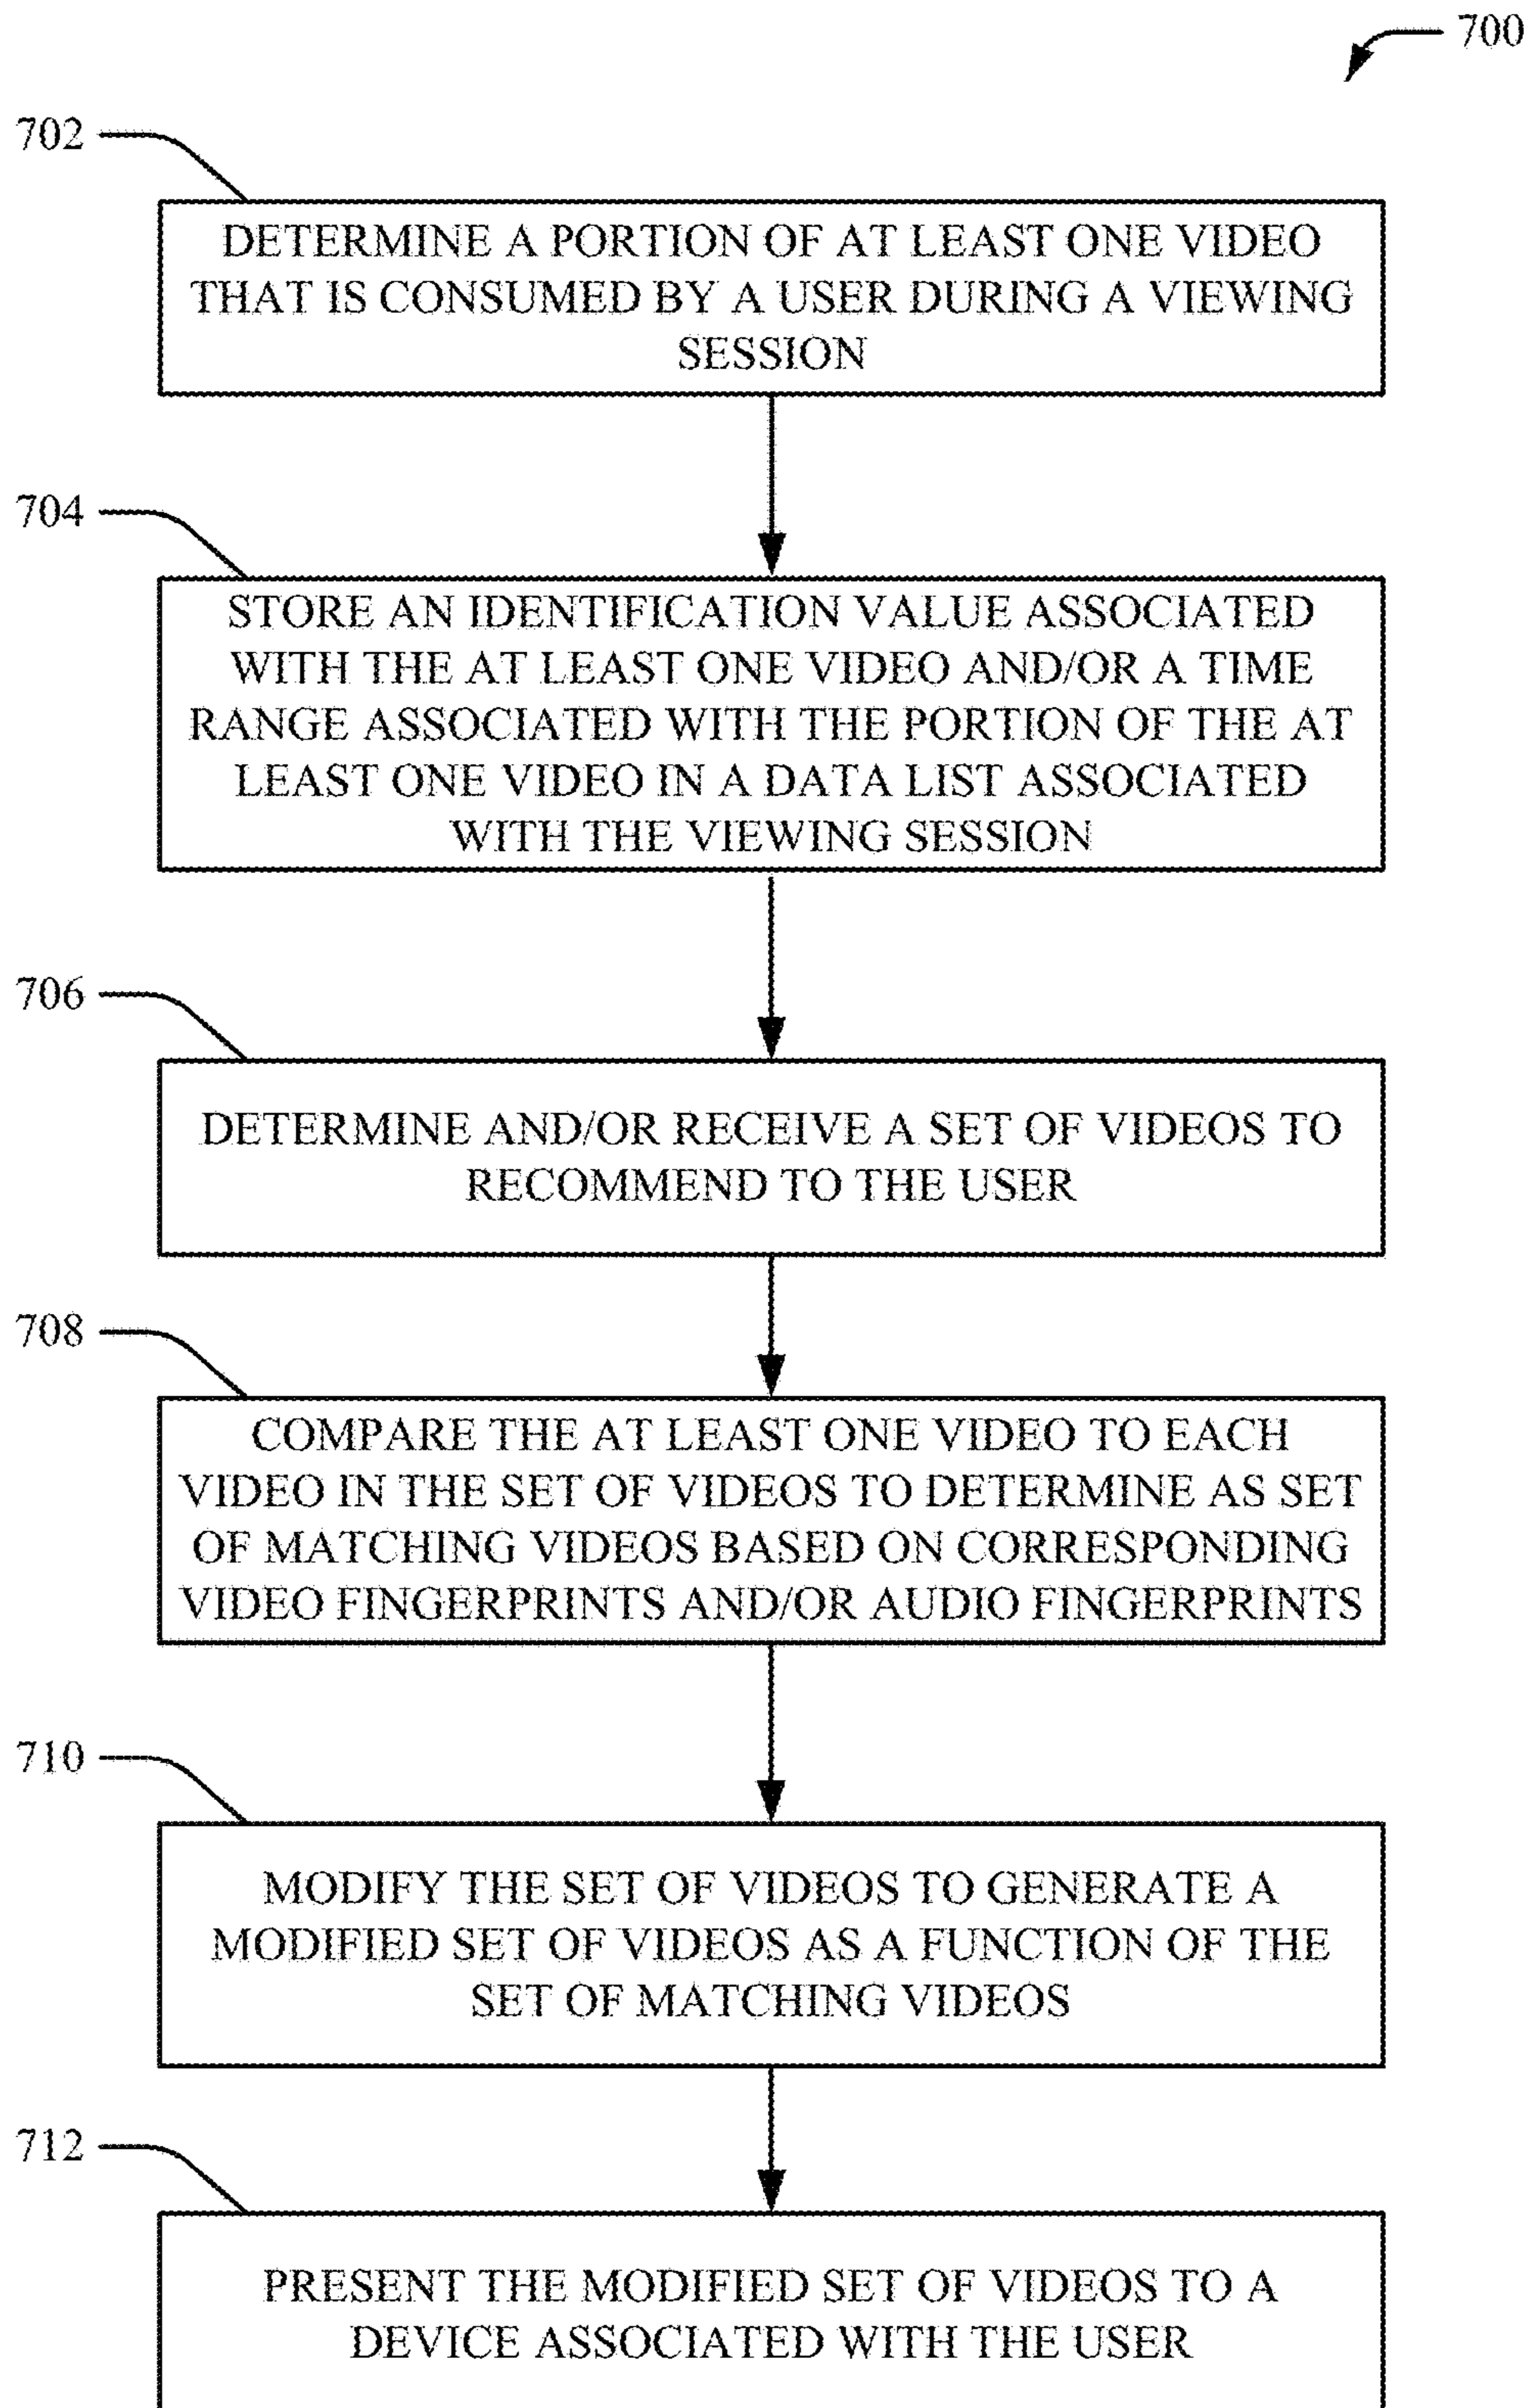 700
702
DETERMINE A PORTION OF AT LEAST ONE VIDEO
THAT IS CONSUMED BY A USER DURING A VIEWING
SESSION
704
STORE AN IDENTIFICATION VALUE ASSOCIATED
WITH THE AT LEAST ONE VIDEO AND/OR A TIME
RANGE ASSOCIATED WITH THE PORTION OF THE AT
LEAST ONE VIDEO IN A DATA LIST ASSOCIATED
WITH THE VIEWING SESSION
706
DETERMINE AND/OR RECEIVE A SET OF VIDEOS TO
RECOMMEND TO THE USER
708
COMPARE THE AT LEAST ONE VIDEO TO EACH
VIDEO IN THE SET OF VIDEOS TO DETERMINE AS SET
OF MATCHING VIDEOS BASED ON CORRESPONDING
VIDEO FINGERPRINTS AND/OR AUDIO FINGERPRINTS
710
MODIFY THE SET OF VIDEOS TO GENERATE A
MODIFIED SET OF VIDEOS AS A FUNCTION OF THE
SET OF MATCHING VIDEOS
712
PRESENT THE MODIFIED SET OF VIDEOS TO A
DEVICE ASSOCIATED WITH THE USER